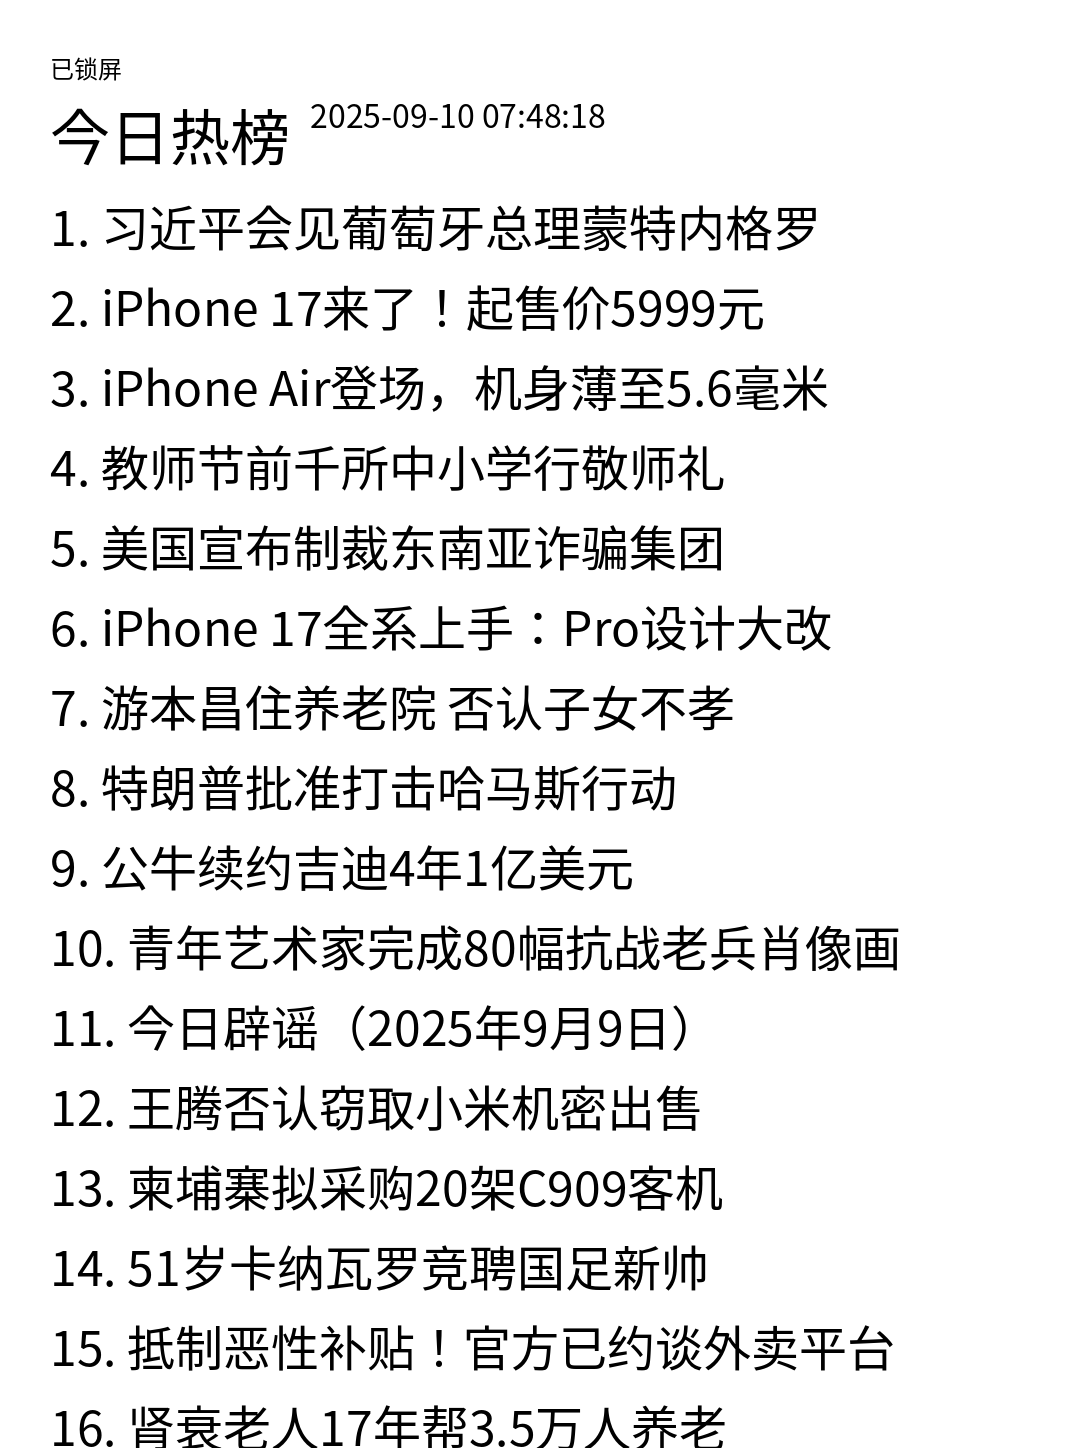 已锁屏
今日热榜 2025-09-10 07:48:18
1. 习近平会见葡萄牙总理蒙特内格罗
2. iPhone 17来了！起售价5999元
3. iPhone Air登场，机身薄至5.6毫米
4. 教师节前千所中小学行敬师礼
5. 美国宣布制裁东南亚诈骗集团
6. iPhone 17全系上手：Pro设计大改
7. 游本昌住养老院 否认子女不孝
8. 特朗普批准打击哈马斯行动
9. 公牛续约吉迪4年1亿美元
10. 青年艺术家完成80幅抗战老兵肖像画
11. 今日辟谣（2025年9月9日）
12. 王腾否认窃取小米机密出售
13. 柬埔寨拟采购20架C909客机
14. 51岁卡纳瓦罗竞聘国足新帅
15. 抵制恶性补贴！官方已约谈外卖平台
16. 肾衰老人17年帮3.5万人养老